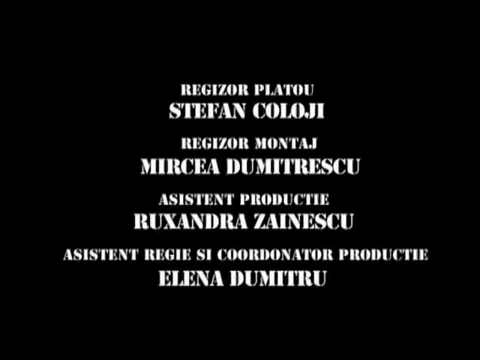 REGIZOR PLATOU
STEFAN COLOJI
REGIZOR MONTAJ
MIRCEA DUMITRESCU
ASISTENT PRODUCTIE
RUXANDRA ZAINESCU
ASISTENT REGIE SI COORDONATOR PRODUCTIE
ELENA DUMITRU